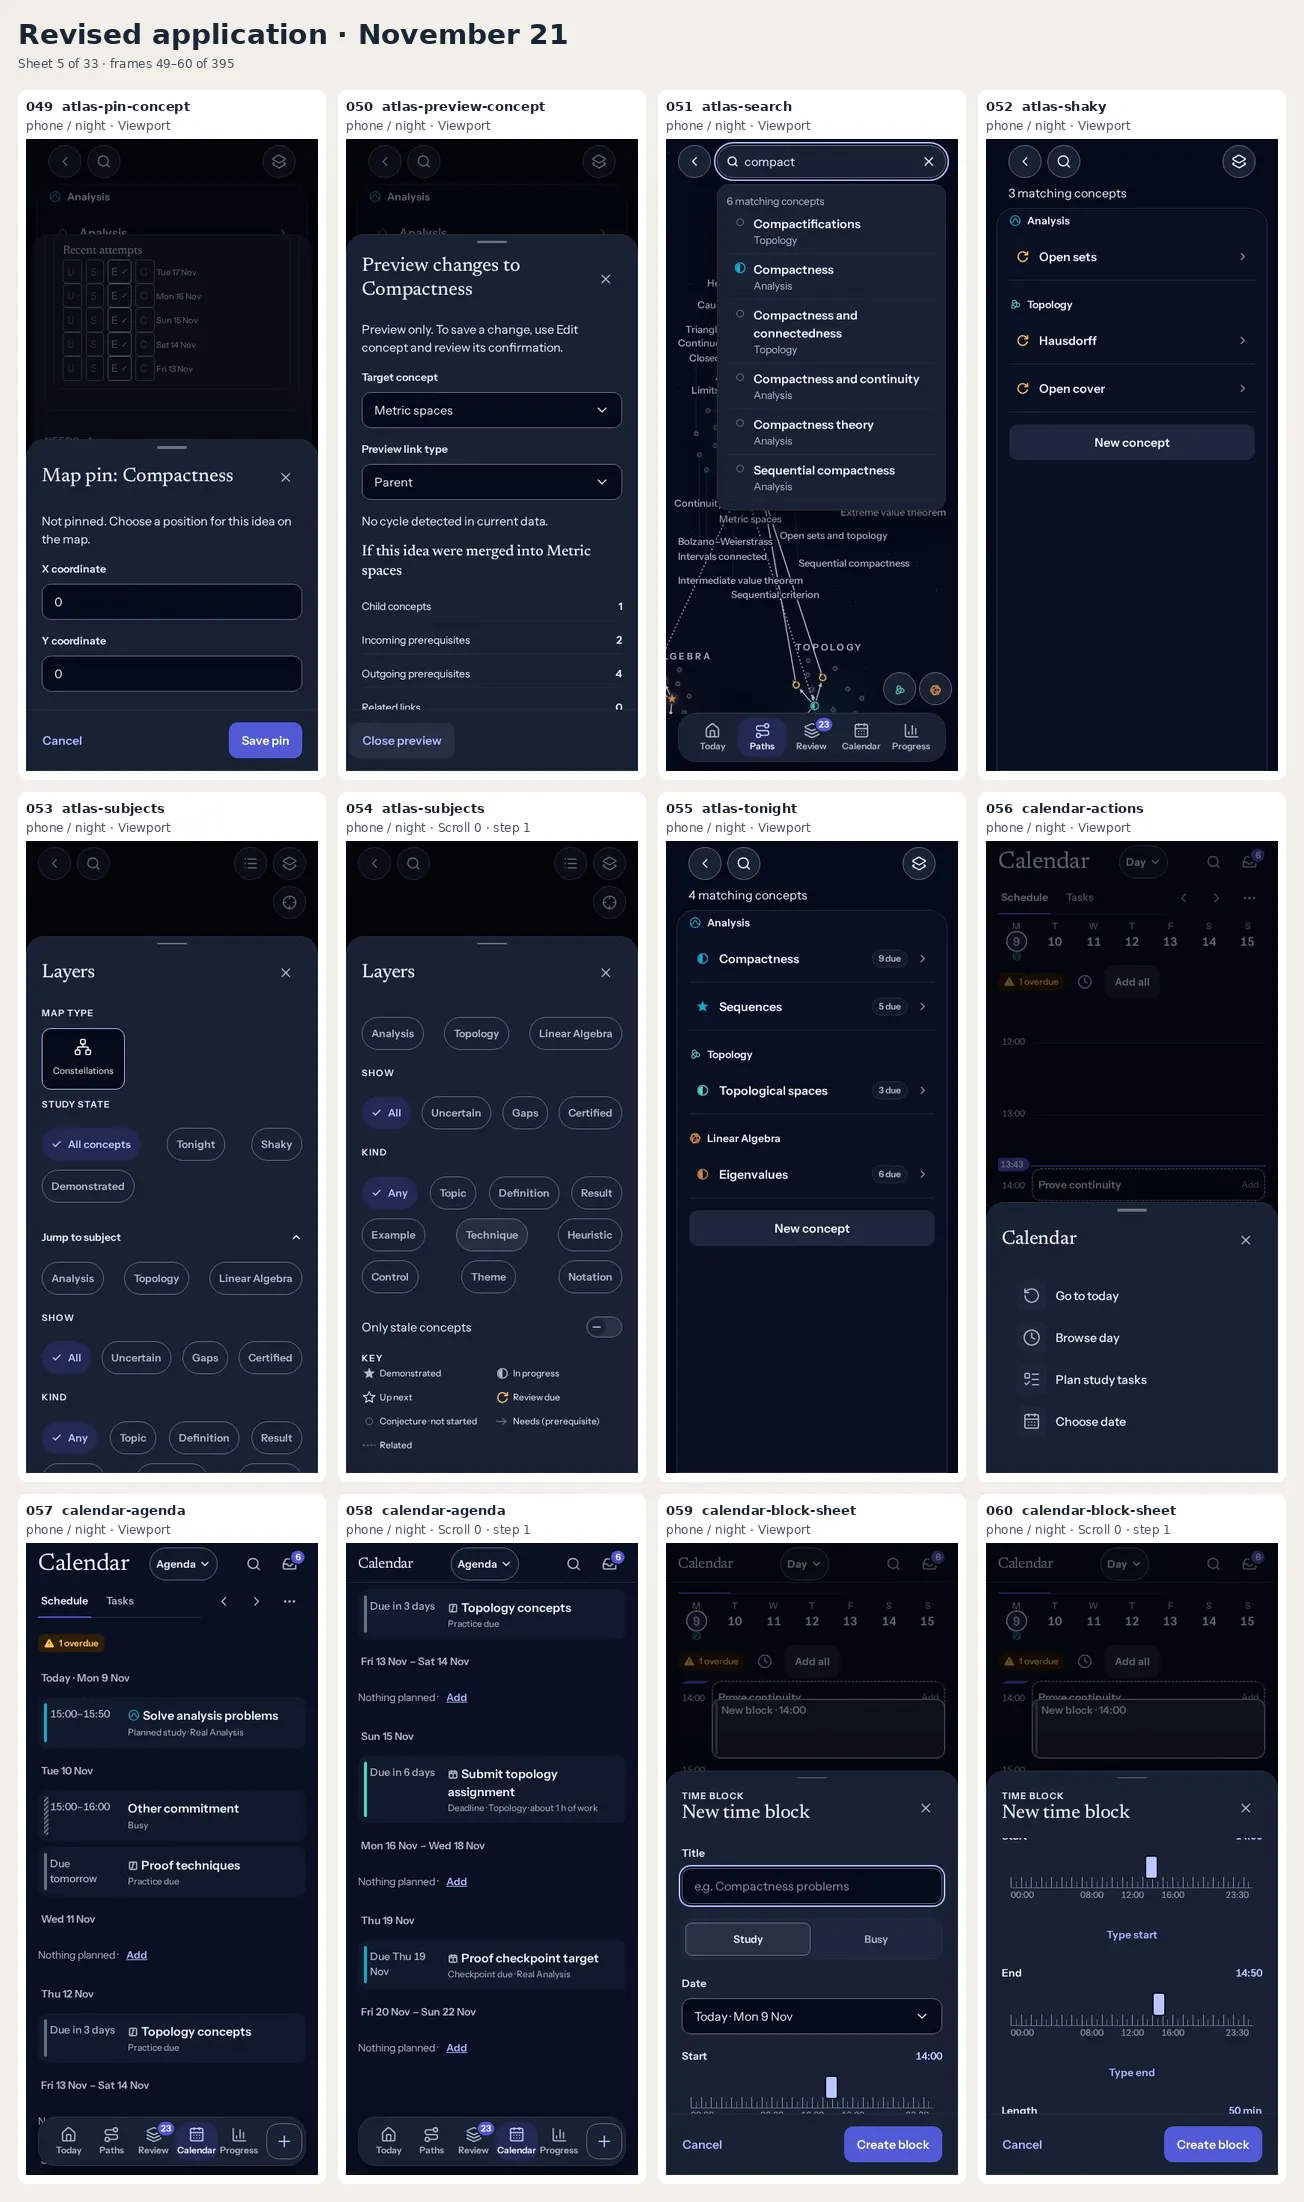 Revised application · November 21
Sheet 5 of 33 · frames 49–60 of 395
049 atlas-pin-concept
phone / night · Viewport
Analysis
Analysis
Recent attempts
U S E ✓ C Tue 17 Nov
U S E ✓ C Mon 16 Nov
U S E ✓ C Sun 15 Nov
U S E ✓ C Sat 14 Nov
U S E ✓ C Fri 13 Nov
Map pin: Compactness
Not pinned. Choose a position for this idea on
the map.
X coordinate
0
Y coordinate
0
Cancel
Save pin
050 atlas-preview-concept
phone / night · Viewport
Analysis
Analysis
Preview changes to
Compactness
Preview only. To save a change, use Edit
concept and review its confirmation.
Target concept
Metric spaces
Preview link type
Parent
No cycle detected in current data.
If this idea were merged into Metric
spaces
Child concepts 1
Incoming prerequisites 2
Outgoing prerequisites 4
Related links 0
Close preview
051 atlas-search
phone / night · Viewport
compact
6 matching concepts
Compactifications
Topology
Compactness
Analysis
Compactness and
connectedness
Topology
Compactness and continuity
Analysis
Compactness theory
Analysis
Sequential compactness
Analysis
He
Cau
Triangl
Continu
Closed
Limits
Continuit
Extreme value theorem
Metric spaces
Bolzano–Weierstrass
Open sets and topology
Intervals connected
Sequential compactness
Intermediate value theorem
Sequential criterion
TOPOLOGY
GEBRA
Today
Paths
23
Review
Calendar
Progress
052 atlas-shaky
phone / night · Viewport
3 matching concepts
Analysis
Open sets
Topology
Hausdorff
Open cover
New concept
053 atlas-subjects
phone / night · Viewport
Layers
MAP TYPE
Constellations
STUDY STATE
All concepts
Tonight
Shaky
Demonstrated
Jump to subject
Analysis
Topology
Linear Algebra
SHOW
All
Uncertain
Gaps
Certified
KIND
Any
Topic
Definition
Result
054 atlas-subjects
phone / night · Scroll 0 · step 1
Layers
Analysis
Topology
Linear Algebra
SHOW
All
Uncertain
Gaps
Certified
KIND
Any
Topic
Definition
Result
Example
Technique
Heuristic
Control
Theme
Notation
Only stale concepts
KEY
Demonstrated
In progress
Up next
Review due
Conjecture · not started
Needs (prerequisite)
Related
055 atlas-tonight
phone / night · Viewport
4 matching concepts
Analysis
Compactness 9 due
Sequences 5 due
Topology
Topological spaces 3 due
Linear Algebra
Eigenvalues 6 due
New concept
056 calendar-actions
phone / night · Viewport
Calendar
Day
6
Schedule
Tasks
M T W T F S S
9 10 11 12 13 14 15
1 overdue
Add all
12:00
13:00
13:43
14:00 Prove continuity Add
Calendar
Go to today
Browse day
Plan study tasks
Choose date
057 calendar-agenda
phone / night · Viewport
Calendar
Agenda
6
Schedule
Tasks
1 overdue
Today · Mon 9 Nov
15:00–15:50 Solve analysis problems
Planned study · Real Analysis
Tue 10 Nov
15:00–16:00 Other commitment
Busy
Due
tomorrow
Proof techniques
Practice due
Wed 11 Nov
Nothing planned · Add
Thu 12 Nov
Due in 3 days Topology concepts
Practice due
Fri 13 Nov – Sat 14 Nov
N
Today
Paths
23
Review
Calendar
Progress
058 calendar-agenda
phone / night · Scroll 0 · step 1
Calendar
Agenda
6
Due in 3 days Topology concepts
Practice due
Fri 13 Nov – Sat 14 Nov
Nothing planned · Add
Sun 15 Nov
Due in 6 days Submit topology
assignment
Deadline · Topology · about 1 h of work
Mon 16 Nov – Wed 18 Nov
Nothing planned · Add
Thu 19 Nov
Due Thu 19
Nov
Proof checkpoint target
Checkpoint due · Real Analysis
Fri 20 Nov – Sun 22 Nov
Nothing planned · Add
Today
Paths
23
Review
Calendar
Progress
059 calendar-block-sheet
phone / night · Viewport
Calendar
Day
6
M T W T F S S
9 10 11 12 13 14 15
1 overdue
Add all
14:00 Prove continuity Add
New block · 14:00
15:00
TIME BLOCK
New time block
Title
e.g. Compactness problems
Study
Busy
Date
Today · Mon 9 Nov
Start 14:00
Cancel
Create block
060 calendar-block-sheet
phone / night · Scroll 0 · step 1
Calendar
Day
6
M T W T F S S
9 10 11 12 13 14 15
1 overdue
Add all
14:00 Prove continuity Add
New block · 14:00
15:00
TIME BLOCK
New time block
Start 14:00
00:00 08:00 12:00 16:00 23:30
Type start
End 14:50
00:00 08:00 12:00 16:00 23:30
Type end
Length 50 min
Cancel
Create block